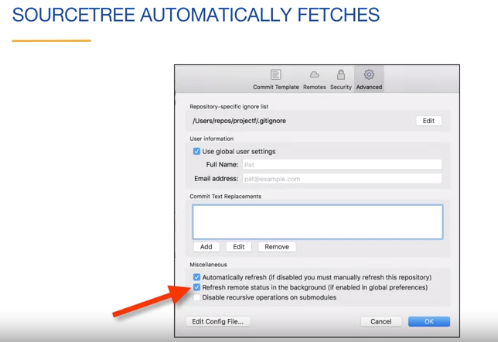 SOURCETREE AUTOMATICALLY FETCHES
Commit Template Remotes Security Advanced
Repository-specific ignore list
/Users/repos/projectf/.gitignore Edit
User information
Use global user settings
Full Name: Pat
Email address: pat@example.com
Commit Text Replacements
Add Edit Remove
Miscellaneous
Automatically refresh (if disabled you must manually refresh this repository)
Refresh remote status in the background (if enabled in global preferences)
Disable recursive operations on submodules
Edit Config File... Cancel OK